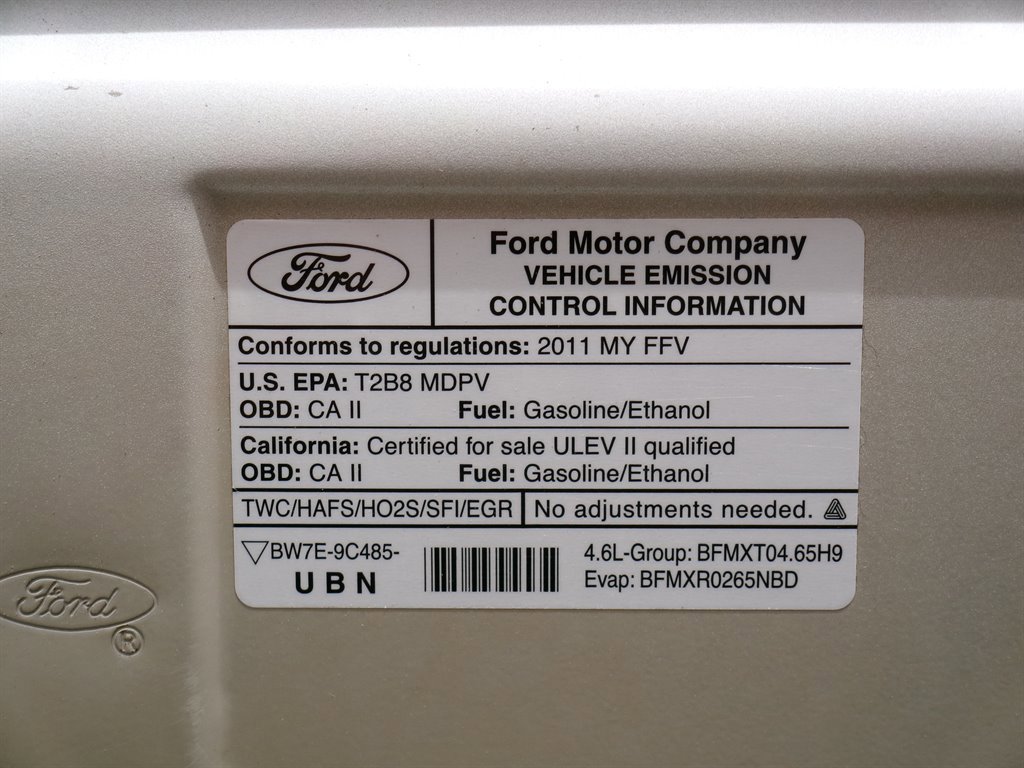 Ford
Ford Motor Company
VEHICLE EMISSION
CONTROL INFORMATION
Conforms to regulations: 2011 MY FFV
U.S. EPA: T2B8 MDPV
OBD: CA II Fuel: Gasoline/Ethanol
California: Certified for sale ULEV II qualified
OBD: CA II Fuel: Gasoline/Ethanol
TWC/HAFS/HO2S/SFI/EGR No adjustments needed.
BW7E-9C485-
UBN
4.6L-Group: BFMXT04.65H9
Evap: BFMXR0265NBD
Ford
®